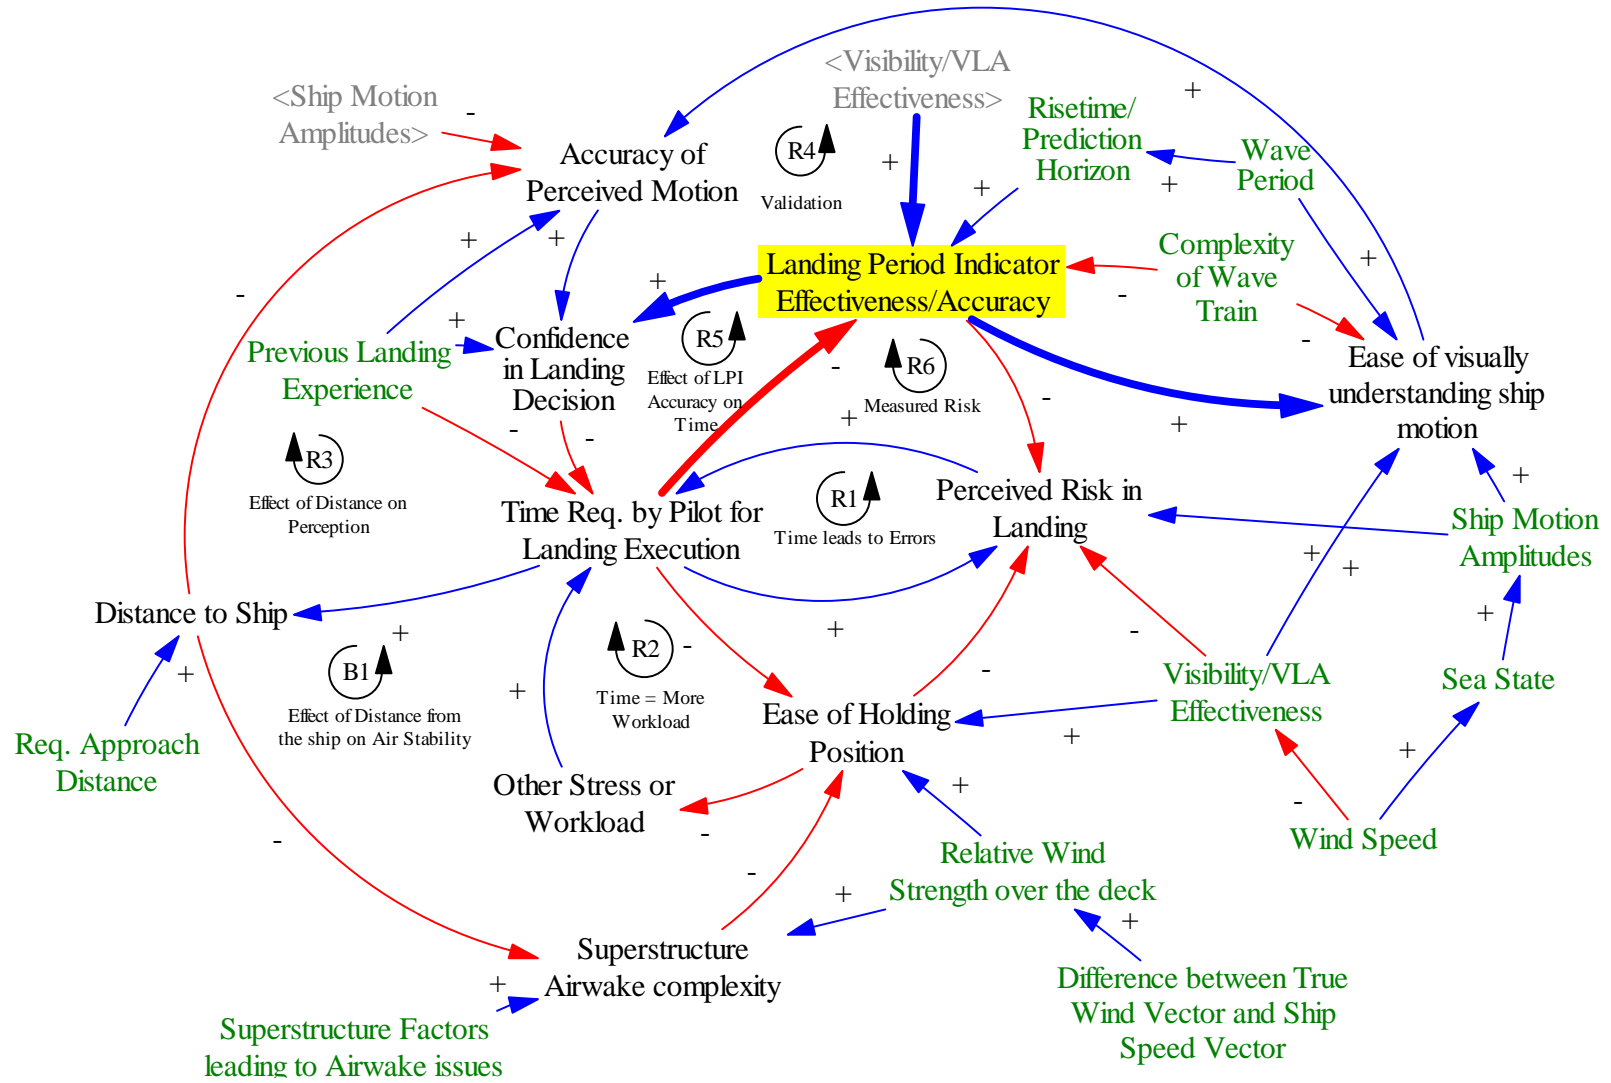 <Ship Motion
Amplitudes>
-
<Visibility/VLA
Effectiveness>
+
Risetime/
Prediction
Horizon
+
Wave
Period
+
+
Accuracy of
Perceived Motion
R4
Validation
+
+
+
Landing Period Indicator
Effectiveness/Accuracy
Complexity
of Wave
Train
-
-
+
-
Previous Landing
Experience
+
Confidence
in Landing
Decision
-
-
R5
Effect of LPI
Accuracy on
Time
-
R6
Measured Risk
-
+
Ease of visually
understanding ship
motion
+
+
R3
Effect of Distance on
Perception
Time Req. by Pilot for
Landing Execution
R1
Time leads to Errors
+
Perceived Risk in
Landing
Ship Motion
Amplitudes
+
+
+
Distance to Ship
+
+
B1
Effect of Distance from
the ship on Air Stability
R2
Time = More
Workload
-
-
-
Visibility/VLA
Effectiveness
Sea State
Req. Approach
Distance
+
Ease of Holding
Position
+
+
Other Stress or
Workload
-
+
-
Wind Speed
-
-
Relative Wind
Strength over the deck
+
+
Superstructure
Airwake complexity
+
Difference between True
Wind Vector and Ship
Speed Vector
Superstructure Factors
leading to Airwake issues